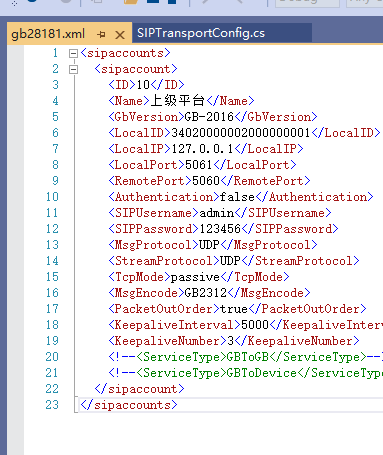 gb28181.xml SIPTransportConfig.cs
1 <sipaccounts>
2 <sipaccount>
3 <ID>10</ID>
4 <Name>上级平台</Name>
5 <GbVersion>GB-2016</GbVersion>
6 <LocalID>34020000002000000001</LocalID>
7 <LocalIP>127.0.0.1</LocalIP>
8 <LocalPort>5061</LocalPort>
9 <RemotePort>5060</RemotePort>
10 <Authentication>false</Authentication>
11 <SIPUsername>admin</SIPUsername>
12 <SIPPassword>123456</SIPPassword>
13 <MsgProtocol>UDP</MsgProtocol>
14 <StreamProtocol>UDP</StreamProtocol>
15 <TcpMode>passive</TcpMode>
16 <MsgEncode>GB2312</MsgEncode>
17 <PacketOutOrder>true</PacketOutOrder>
18 <KeepaliveInterval>5000</KeepaliveInterv
19 <KeepaliveNumber>3</KeepaliveNumber>
20 <!--<ServiceType>GBToGB</ServiceType>--
21 <!--<ServiceType>GBToDevice</ServiceType
22 </sipaccount>
23 </sipaccounts>